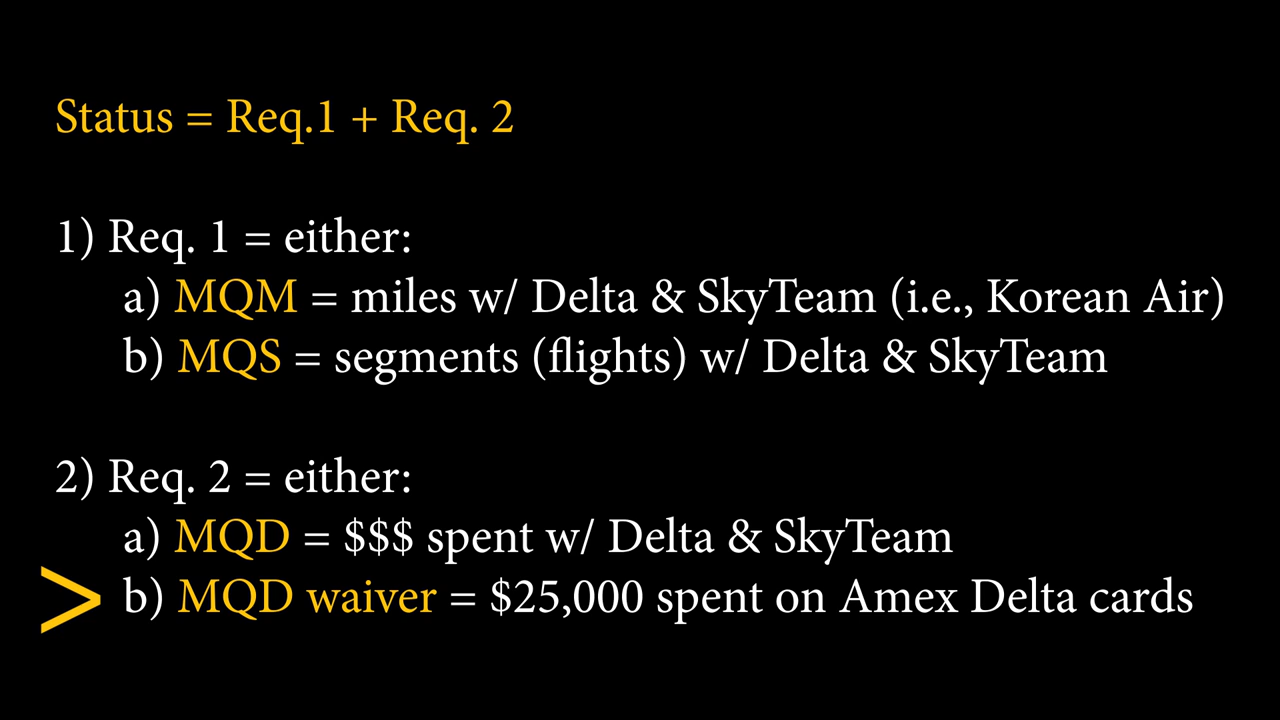 Status = Req.1 + Req. 2
1) Req. 1 = either:
a) MQM = miles w/ Delta & SkyTeam (i.e., Korean Air)
b) MQS = segments (flights) w/ Delta & SkyTeam
2) Req. 2 = either:
a) MQD = $$$ spent w/ Delta & SkyTeam
> b) MQD waiver = $25,000 spent on Amex Delta cards